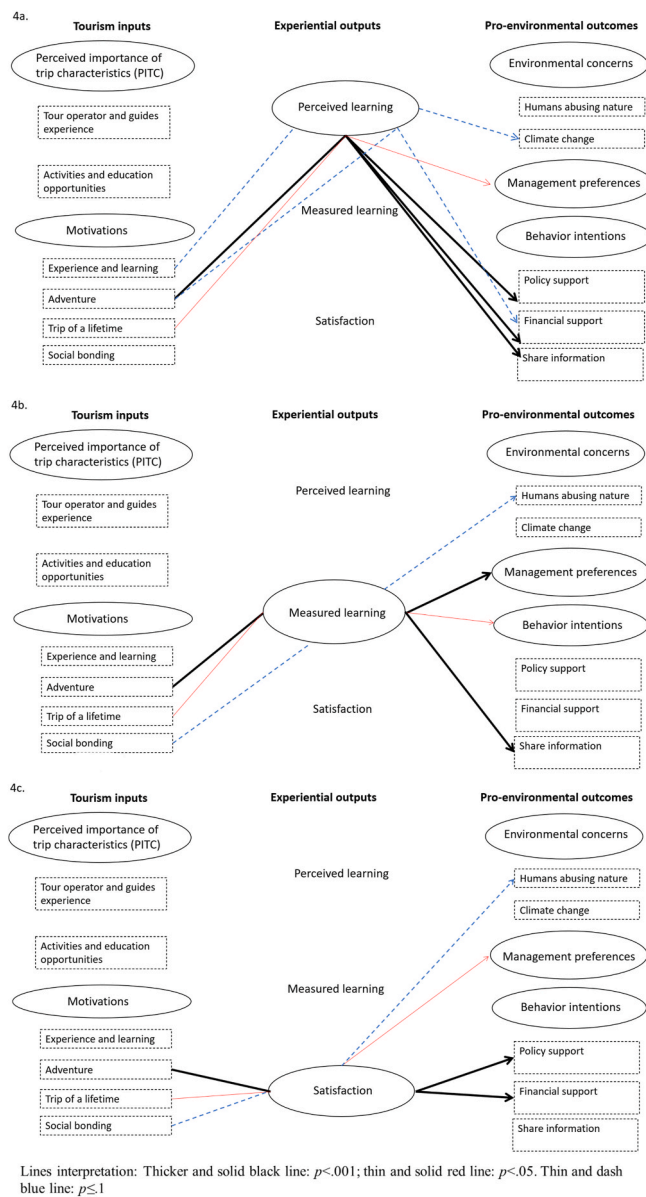 4a.
Tourism inputs
Experiential outputs
Pro-environmental outcomes
Perceived importance of
trip characteristics (PITC)
Tour operator and guides
experience
Activities and education
opportunities
Motivations
Experience and learning
Adventure
Trip of a lifetime
Social bonding
Perceived learning
Measured learning
Satisfaction
Environmental concerns
Humans abusing nature
Climate change
Management preferences
Behavior intentions
Policy support
Financial support
Share information
4b.
Tourism inputs
Experiential outputs
Pro-environmental outcomes
Perceived importance of
trip characteristics (PITC)
Tour operator and guides
experience
Activities and education
opportunities
Motivations
Experience and learning
Adventure
Trip of a lifetime
Social bonding
Perceived learning
Measured learning
Satisfaction
Environmental concerns
Humans abusing nature
Climate change
Management preferences
Behavior intentions
Policy support
Financial support
Share information
4c.
Tourism inputs
Experiential outputs
Pro-environmental outcomes
Perceived importance of
trip characteristics (PITC)
Tour operator and guides
experience
Activities and education
opportunities
Motivations
Experience and learning
Adventure
Trip of a lifetime
Social bonding
Perceived learning
Measured learning
Satisfaction
Environmental concerns
Humans abusing nature
Climate change
Management preferences
Behavior intentions
Policy support
Financial support
Share information
Lines interpretation: Thicker and solid black line: p<.001; thin and solid red line: p<.05. Thin and dash
blue line: p≤.1